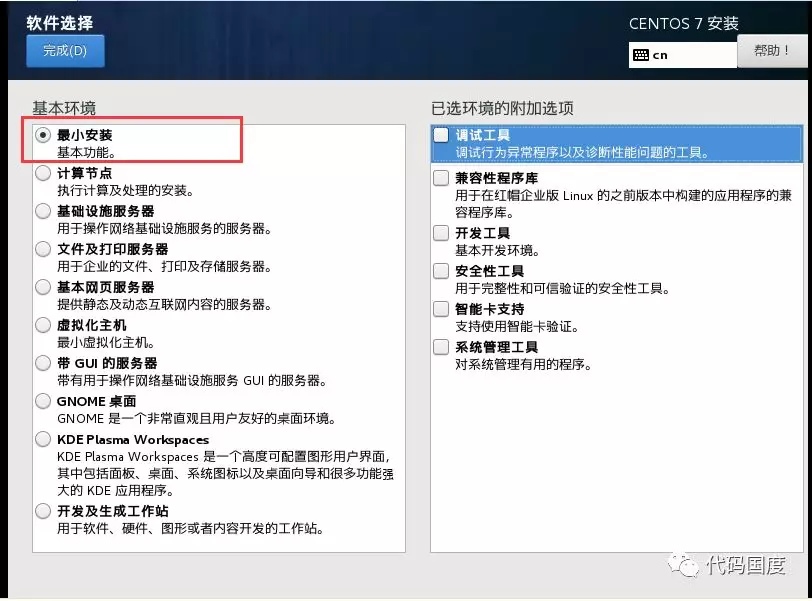 软件选择
完成(D)
CENTOS 7 安装
cn
帮助！
基本环境
最小安装
基本功能。
计算节点
执行计算及处理的安装。
基础设施服务器
用于操作网络基础设施服务的服务器。
文件及打印服务器
用于企业的文件、打印及存储服务器。
基本网页服务器
提供静态及动态互联网内容的服务器。
虚拟化主机
最小虚拟化主机。
带 GUI 的服务器
带有用于操作网络基础设施服务 GUI 的服务器。
GNOME 桌面
GNOME 是一个非常直观且用户友好的桌面环境。
KDE Plasma Workspaces
KDE Plasma Workspaces 是一个高度可配置图形用户界面，
其中包括面板、桌面、系统图标以及桌面向导和很多功能强
大的 KDE 应用程序。
开发及生成工作站
用于软件、硬件、图形或者内容开发的工作站。
已选环境的附加选项
调试工具
调试行为异常程序以及诊断性能问题的工具。
兼容性程序库
用于在红帽企业版 Linux 的之前版本中构建的应用程序的兼
容程序库。
开发工具
基本开发环境。
安全性工具
用于完整性和可信验证的安全性工具。
智能卡支持
支持使用智能卡验证。
系统管理工具
对系统管理有用的程序。
代码国度